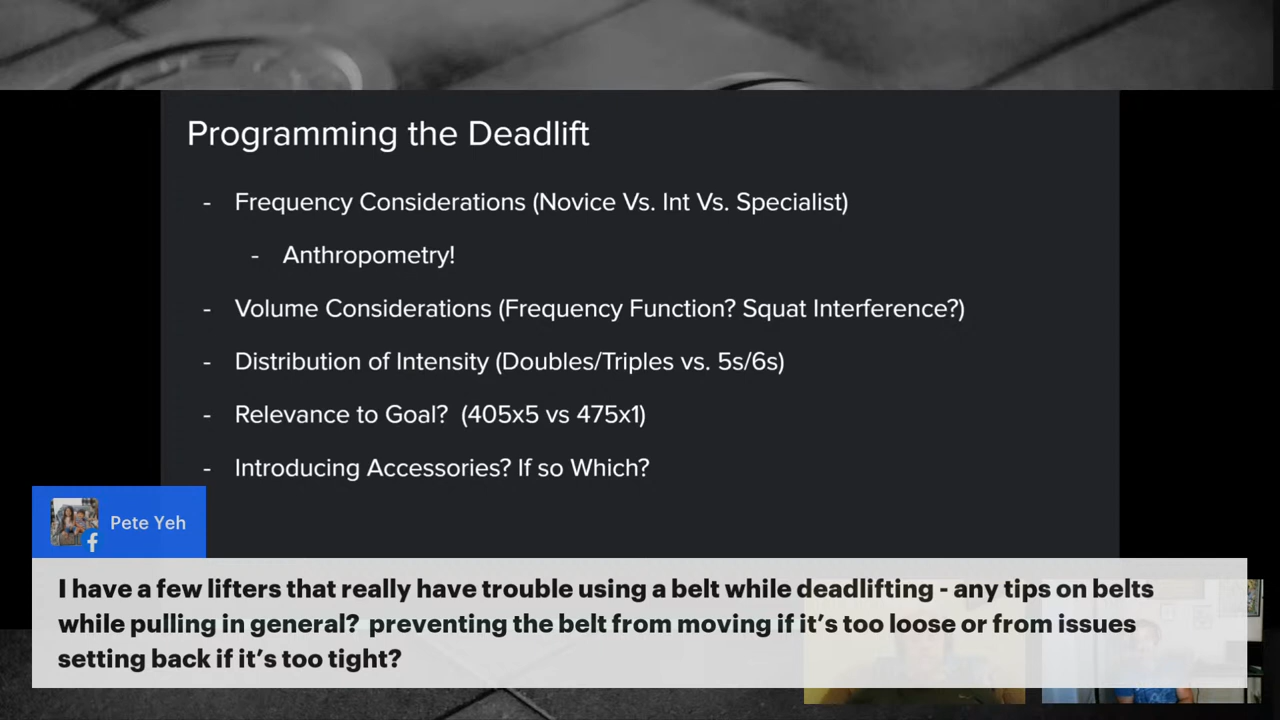 Programming the Deadlift
- Frequency Considerations (Novice Vs. Int Vs. Specialist)
- Anthropometry!
- Volume Considerations (Frequency Function? Squat Interference?)
- Distribution of Intensity (Doubles/Triples vs. 5s/6s)
- Relevance to Goal? (405x5 vs 475x1)
- Introducing Accessories? If so Which?
Pete Yeh
I have a few lifters that really have trouble using a belt while deadlifting - any tips on belts
while pulling in general? preventing the belt from moving if it's too loose or from issues
setting back if it's too tight?